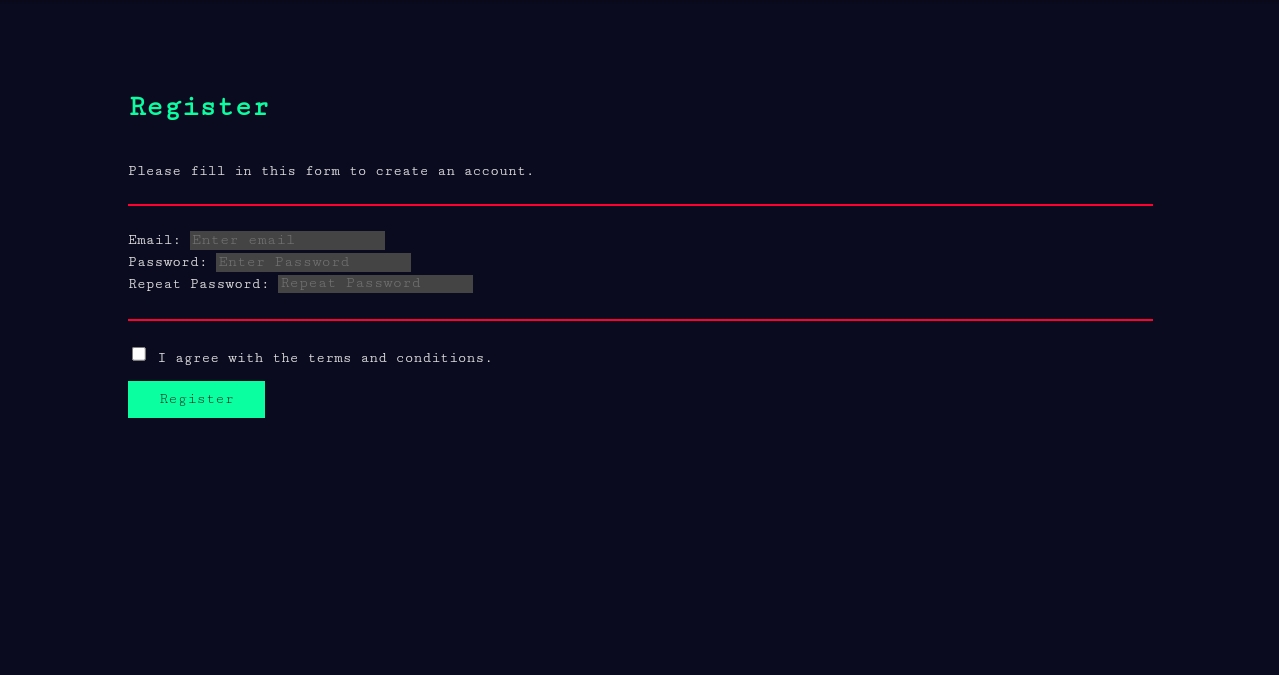 Register
Please fill in this form to create an account.
Email: Enter email
Password: Enter Password
Repeat Password: Repeat Password
I agree with the terms and conditions.
Register